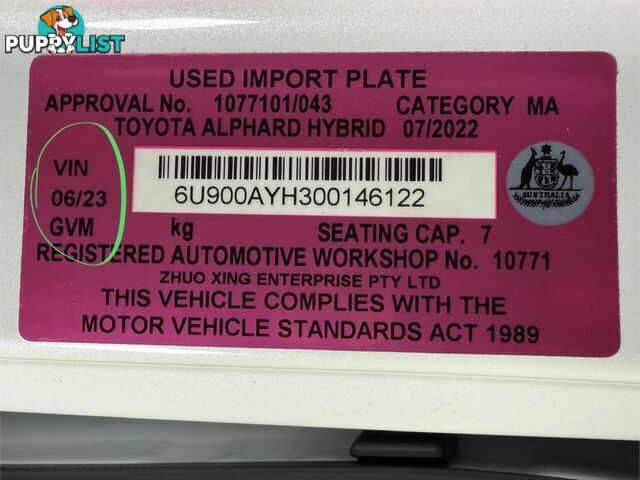 PUPPYLIST
USED IMPORT PLATE
APPROVAL No. 1077101/043 CATEGORY MA
TOYOTA ALPHARD HYBRID 07/2022
VIN
06/23
6U900AYH300146122
AUSTRALIA
GVM kg SEATING CAP. 7
REGISTERED AUTOMOTIVE WORKSHOP No. 10771
ZHUO XING ENTERPRISE PTY LTD
THIS VEHICLE COMPLIES WITH THE
MOTOR VEHICLE STANDARDS ACT 1989